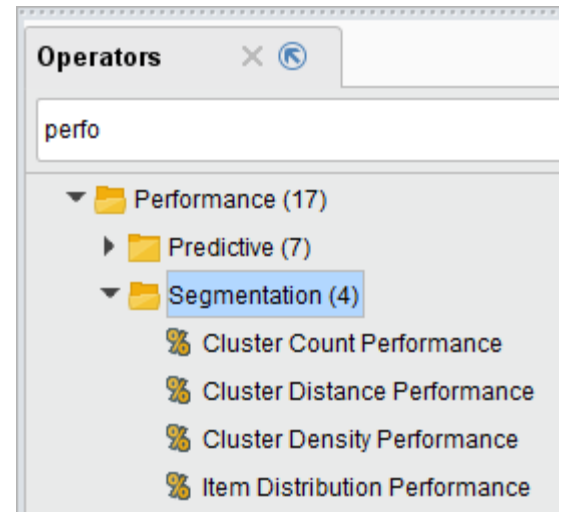 Operators
perfo
Performance (17)
Predictive (7)
Segmentation (4)
Cluster Count Performance
Cluster Distance Performance
Cluster Density Performance
Item Distribution Performance